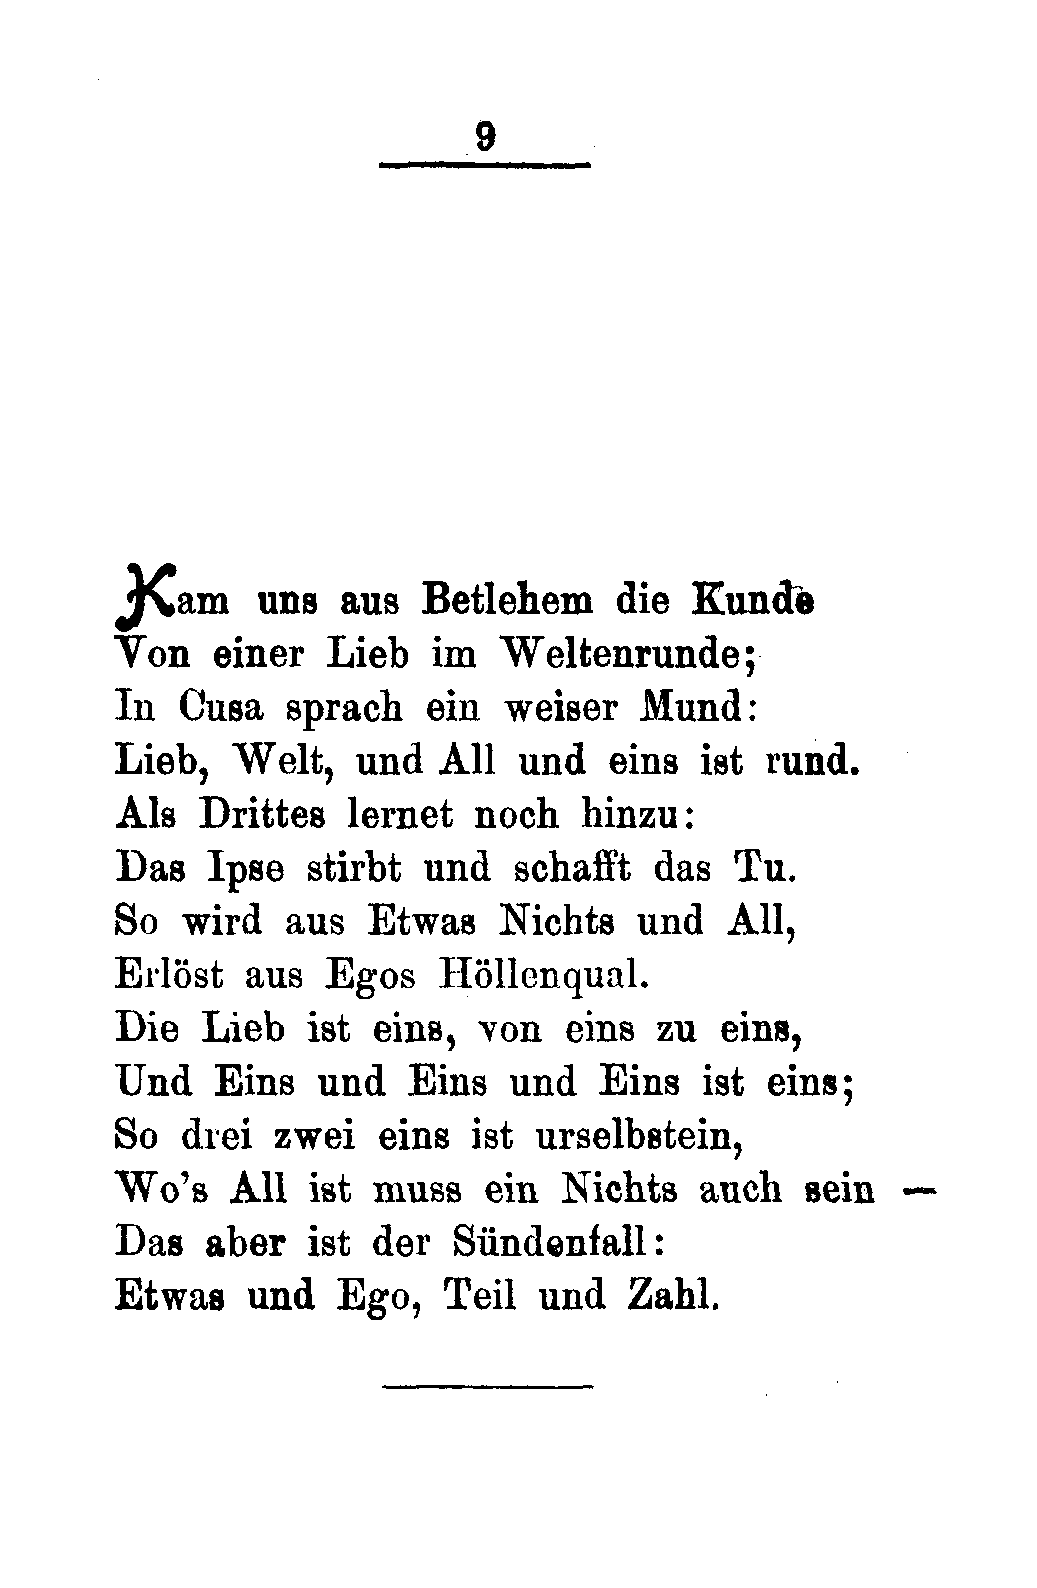 9
Kam uns aus Betlehem die Kunde
Von einer Lieb im Weltenrunde;
In Cusa sprach ein weiser Mund:
Lieb, Welt, und All und eins ist rund.
Als Drittes lernet noch hinzu:
Das Ipse stirbt und schafft das Tu.
So wird aus Etwas Nichts und All,
Erlöst aus Egos Höllenqual.
Die Lieb ist eins, von eins zu eins,
Und Eins und Eins und Eins ist eins;
So drei zwei eins ist urselbstein,
Wo's All ist muss ein Nichts auch sein —
Das aber ist der Sündenfall:
Etwas und Ego, Teil und Zahl.